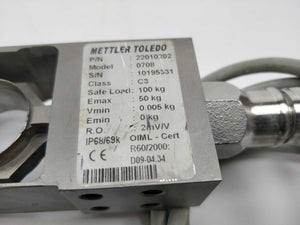 METTLER TOLEDO
P/N : 22010392
Model : 0708
S/N : 10195331
Class : C3
Safe Load: 100 kg
Emax : 50 kg
Vmin : 0.005 kg
Emin : 0 kg
R.O. : 2mV/V
IP68/69k OIML - Cert
R60/2000:
D09-04.34